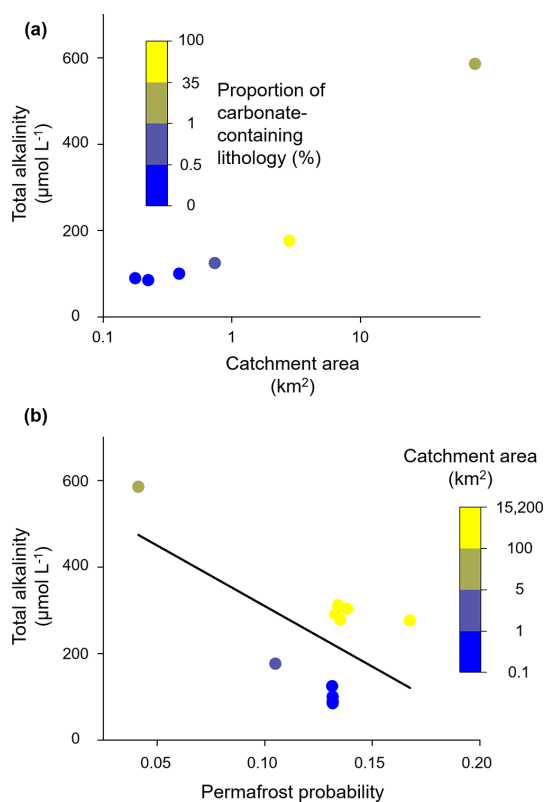 (a)
100
35
1
0.5
0
Proportion of
carbonate-
containing
lithology (%)
Total alkalinity
(µmol L⁻¹)
600
400
200
0
0.1
1
10
Catchment area
(km²)
(b)
Catchment area
(km²)
15,200
100
5
1
0.1
Total alkalinity
(µmol L⁻¹)
600
400
200
0
0.05
0.10
0.15
0.20
Permafrost probability